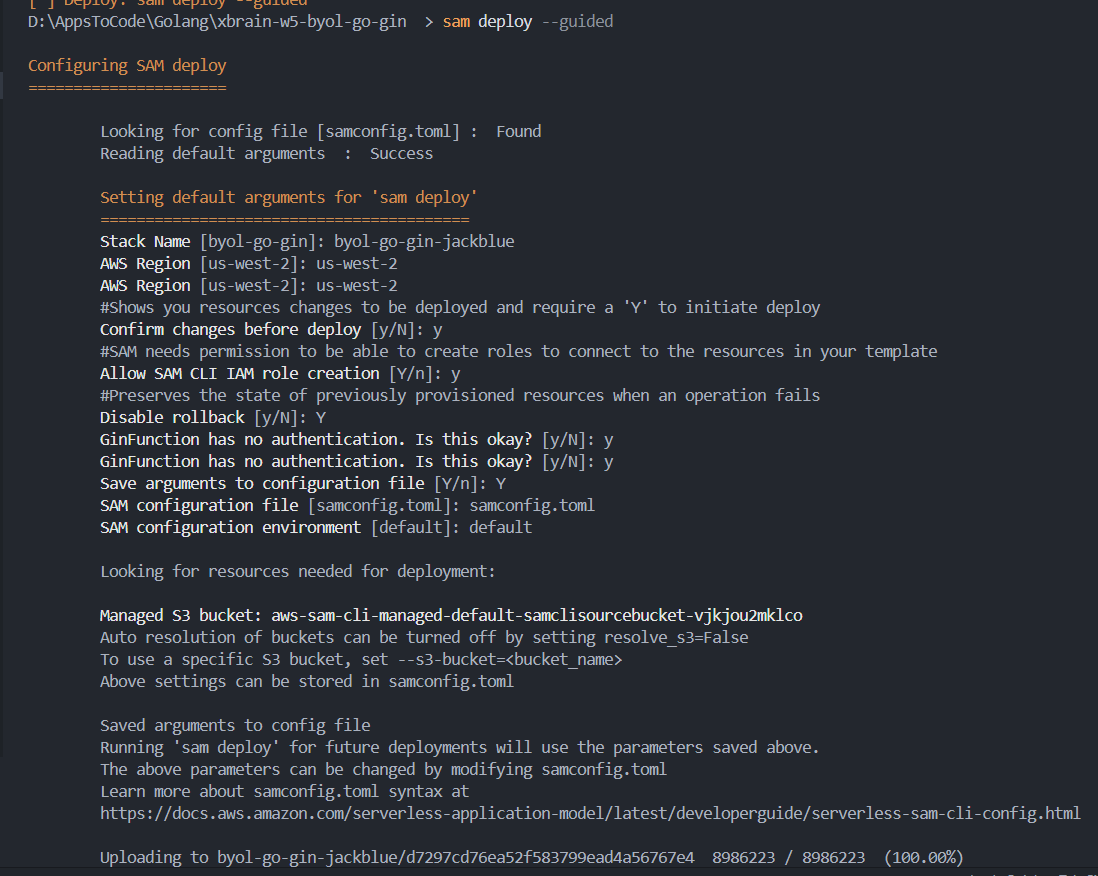 [ ] Deploy: sam deploy --guided
D:\AppsToCode\Golang\xbrain-w5-byol-go-gin > sam deploy --guided
Configuring SAM deploy
======================
Looking for config file [samconfig.toml] :  Found
Reading default arguments  :  Success
Setting default arguments for 'sam deploy'
=========================================
Stack Name [byol-go-gin]: byol-go-gin-jackblue
AWS Region [us-west-2]: us-west-2
AWS Region [us-west-2]: us-west-2
#Shows you resources changes to be deployed and require a 'Y' to initiate deploy
Confirm changes before deploy [y/N]: y
#SAM needs permission to be able to create roles to connect to the resources in your template
Allow SAM CLI IAM role creation [Y/n]: y
#Preserves the state of previously provisioned resources when an operation fails
Disable rollback [y/N]: Y
GinFunction has no authentication. Is this okay? [y/N]: y
GinFunction has no authentication. Is this okay? [y/N]: y
Save arguments to configuration file [Y/n]: Y
SAM configuration file [samconfig.toml]: samconfig.toml
SAM configuration environment [default]: default
Looking for resources needed for deployment:
Managed S3 bucket: aws-sam-cli-managed-default-samclisourcebucket-vjkjou2mklco
Auto resolution of buckets can be turned off by setting resolve_s3=False
To use a specific S3 bucket, set --s3-bucket=<bucket_name>
Above settings can be stored in samconfig.toml
Saved arguments to config file
Running 'sam deploy' for future deployments will use the parameters saved above.
The above parameters can be changed by modifying samconfig.toml
Learn more about samconfig.toml syntax at
https://docs.aws.amazon.com/serverless-application-model/latest/developerguide/serverless-sam-cli-config.html
Uploading to byol-go-gin-jackblue/d7297cd76ea52f583799ead4a56767e4  8986223 / 8986223  (100.00%)